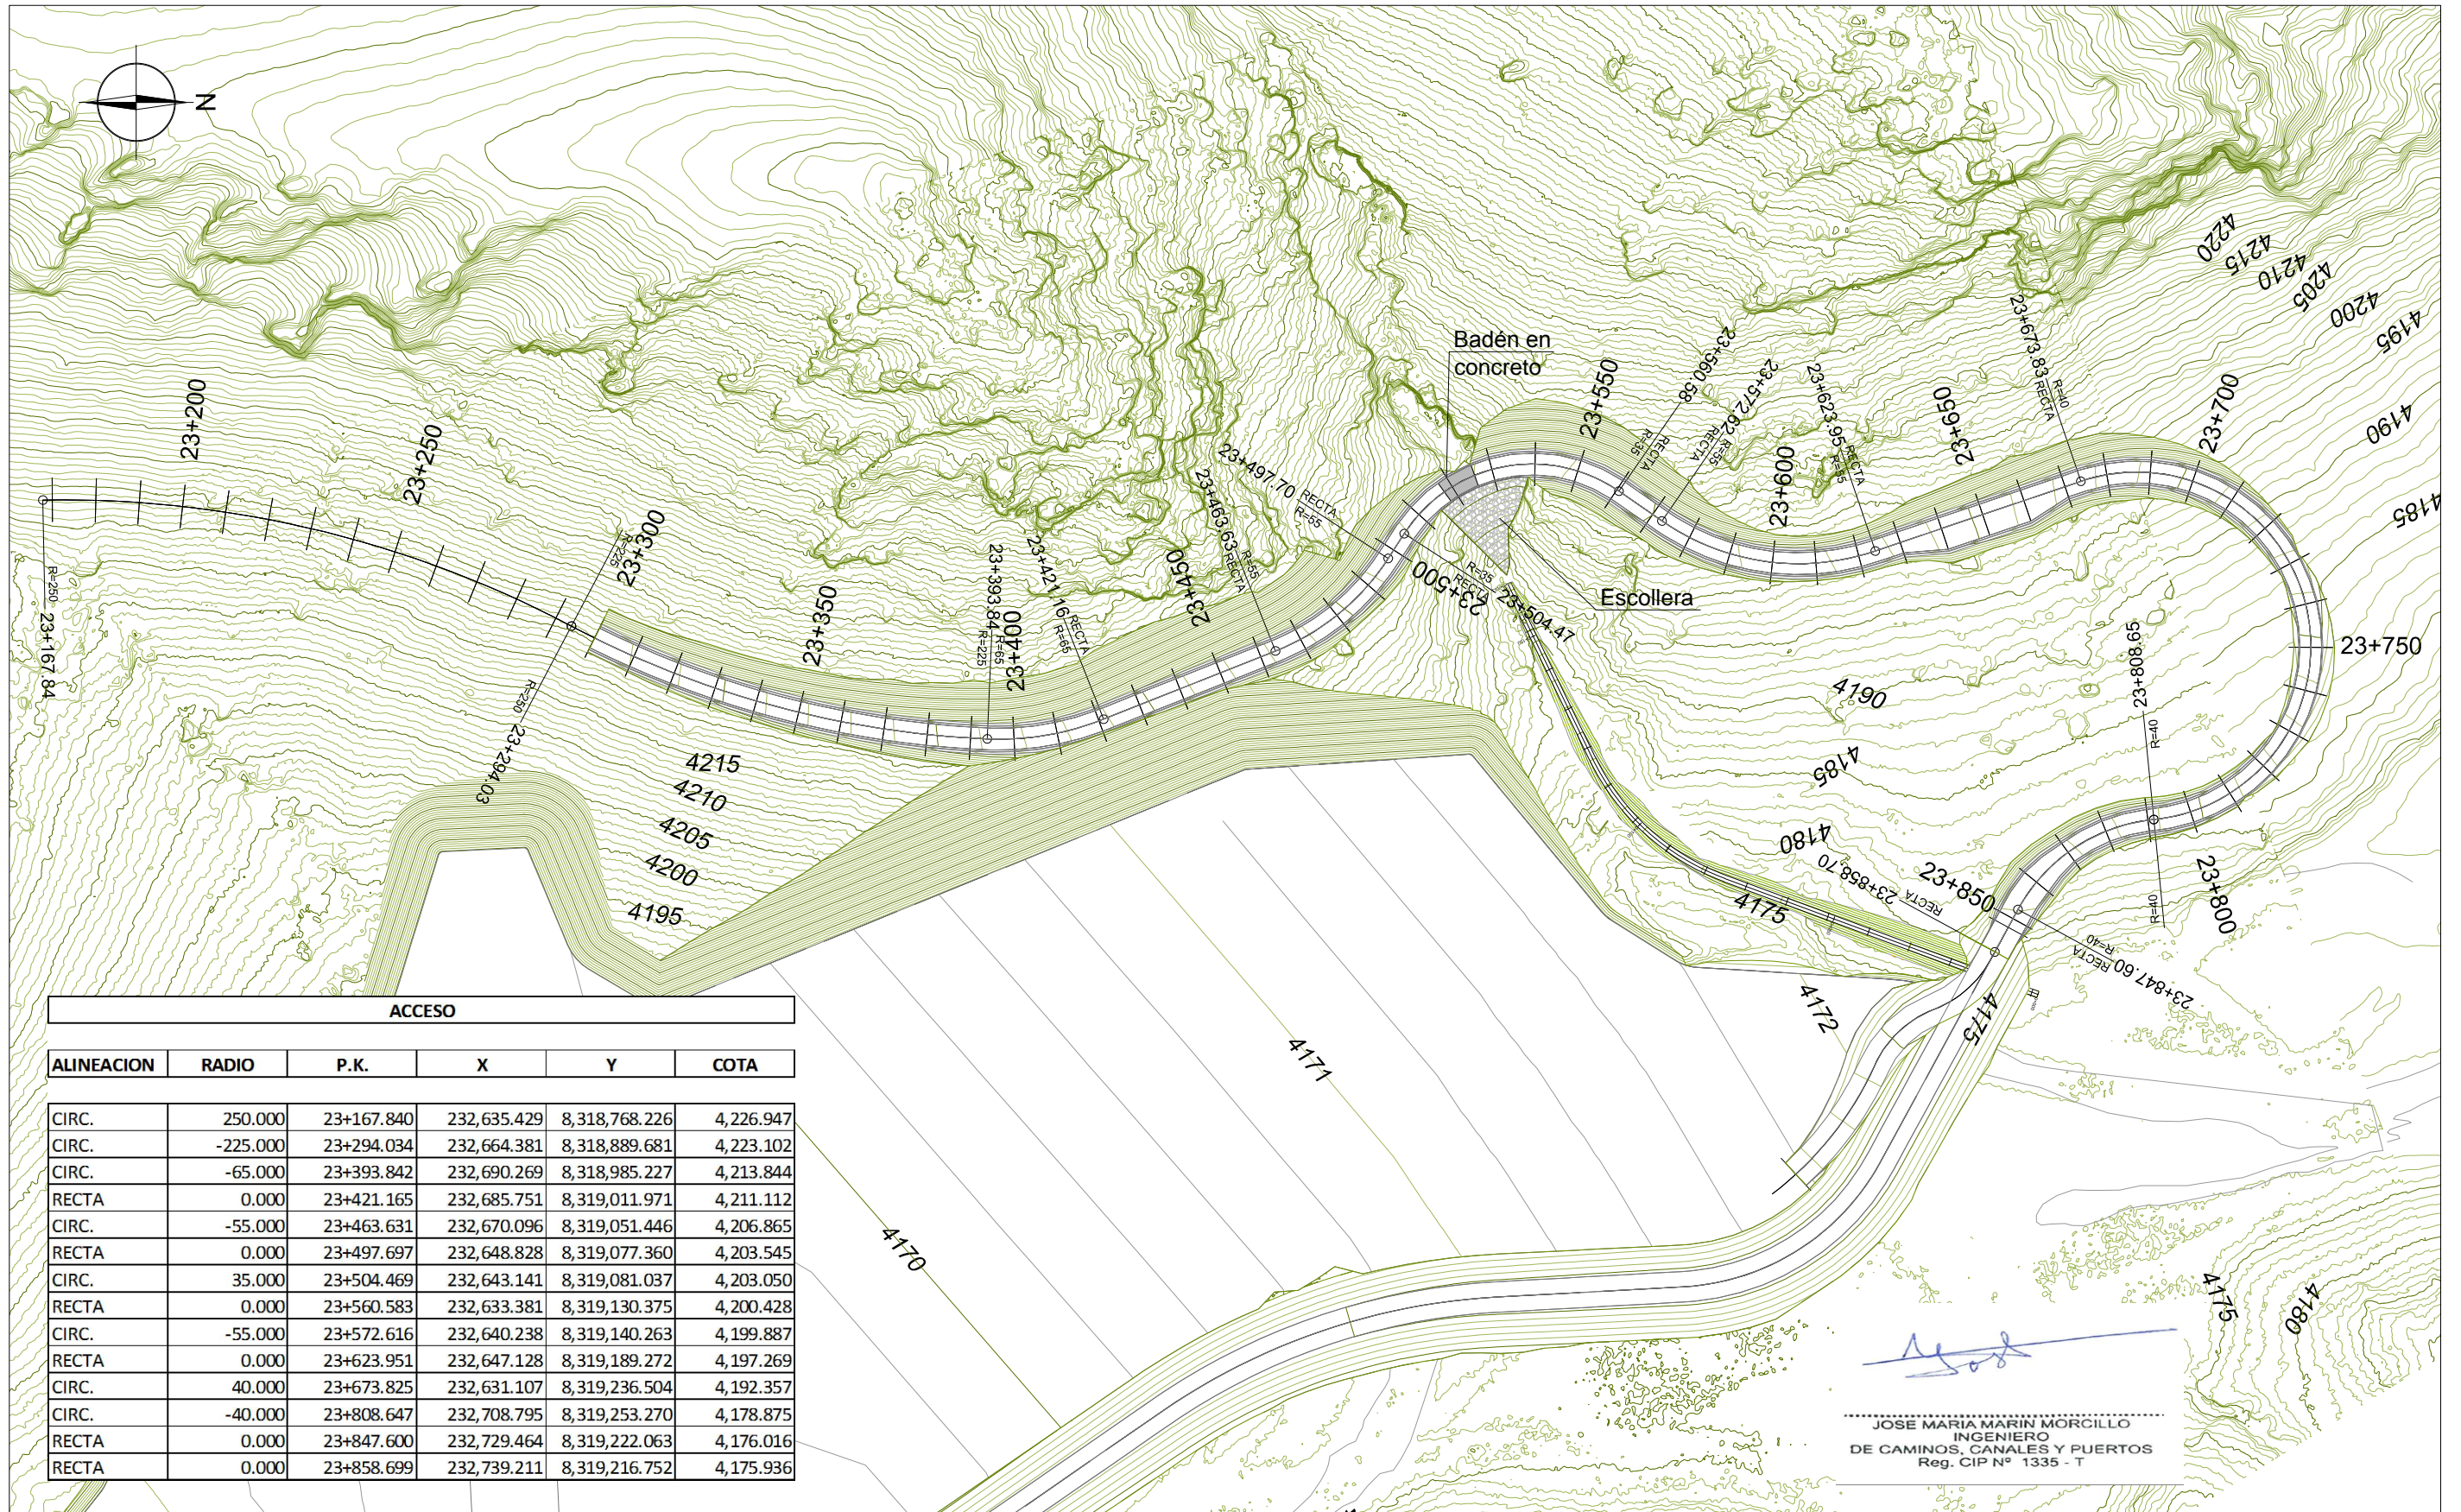 N
23+200
23+250
R=250
23+167.84
R=225
23+300
R=250
23+294.03
23+350
23+393.84
R=225
R=65
23+400
23+421.16
RECTA
R=65
23+450
23+463.63
R=55
RECTA
23+497.70
RECTA
R=55
23+500
R=35
RECTA
23+504.47
Badén en
concreto
Escollera
23+550
23+560.58
RECTA
R=35
23+572.62
R=55
RECTA
23+600
23+623.95
RECTA
R=55
23+650
23+673.83
R=40
RECTA
23+700
23+750
4220
4215
4210
4205
4200
4195
4190
4185
23+808.65
R=40
R=40
23+800
4190
4185
4180
4175
23+858.70
RECTA
23+850
R=40
RECTA
23+847.60
4215
4210
4205
4200
4195
4172
4175
4171
4170
4175
4180
ACCESO
ALINEACION RADIO P.K. X Y COTA
CIRC. 250.000 23+167.840 232,635.429 8,318,768.226 4,226.947
CIRC. -225.000 23+294.034 232,664.381 8,318,889.681 4,223.102
CIRC. -65.000 23+393.842 232,690.269 8,318,985.227 4,213.844
RECTA 0.000 23+421.165 232,685.751 8,319,011.971 4,211.112
CIRC. -55.000 23+463.631 232,670.096 8,319,051.446 4,206.865
RECTA 0.000 23+497.697 232,648.828 8,319,077.360 4,203.545
CIRC. 35.000 23+504.469 232,643.141 8,319,081.037 4,203.050
RECTA 0.000 23+560.583 232,633.381 8,319,130.375 4,200.428
CIRC. -55.000 23+572.616 232,640.238 8,319,140.263 4,199.887
RECTA 0.000 23+623.951 232,647.128 8,319,189.272 4,197.269
CIRC. 40.000 23+673.825 232,631.107 8,319,236.504 4,192.357
CIRC. -40.000 23+808.647 232,708.795 8,319,253.270 4,178.875
RECTA 0.000 23+847.600 232,729.464 8,319,222.063 4,176.016
RECTA 0.000 23+858.699 232,739.211 8,319,216.752 4,175.936
JOSE MARIA MARIN MORCILLO
INGENIERO
DE CAMINOS, CANALES Y PUERTOS
Reg. CIP Nº 1335 - T